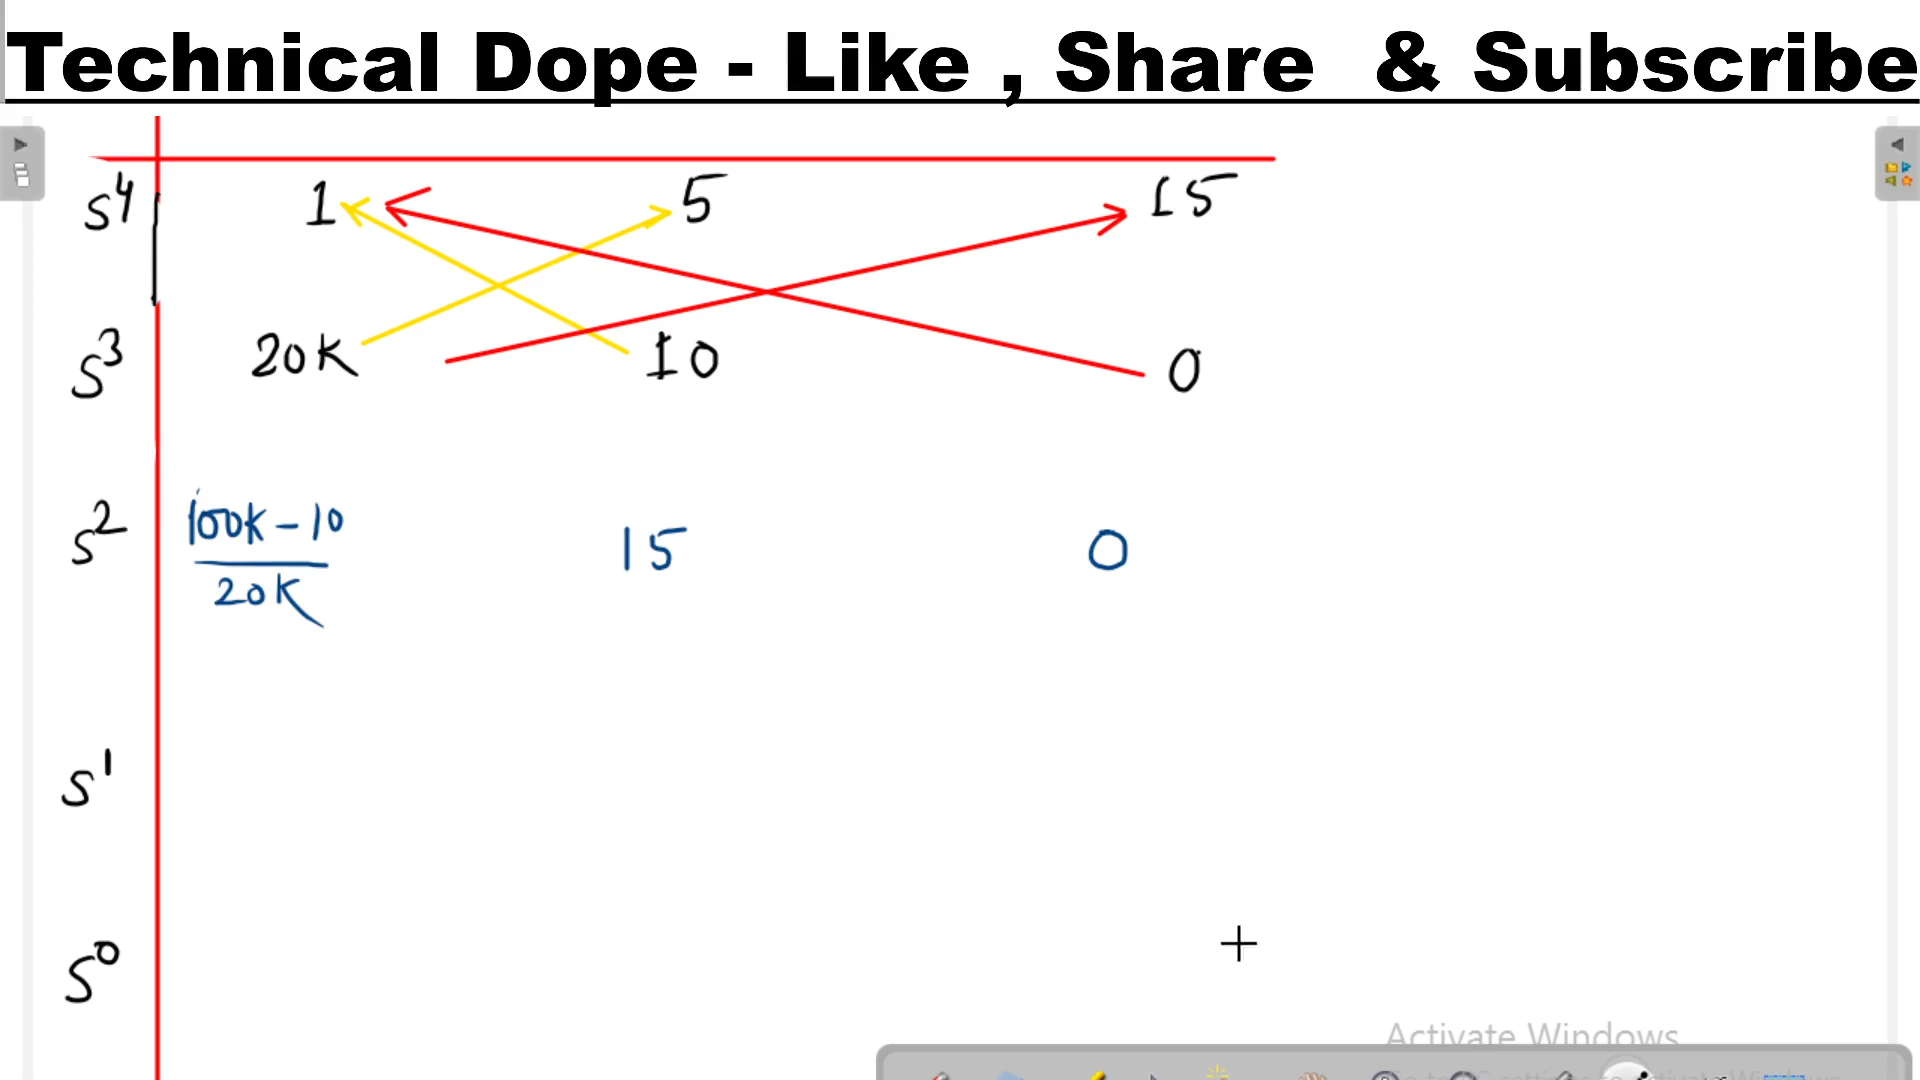 Technical Dope - Like , Share & Subscribe
s⁴ 1 5 15
s³ 20K 10 0
s² 100K-10 15 0
20K
s¹
s⁰
Activate Windows